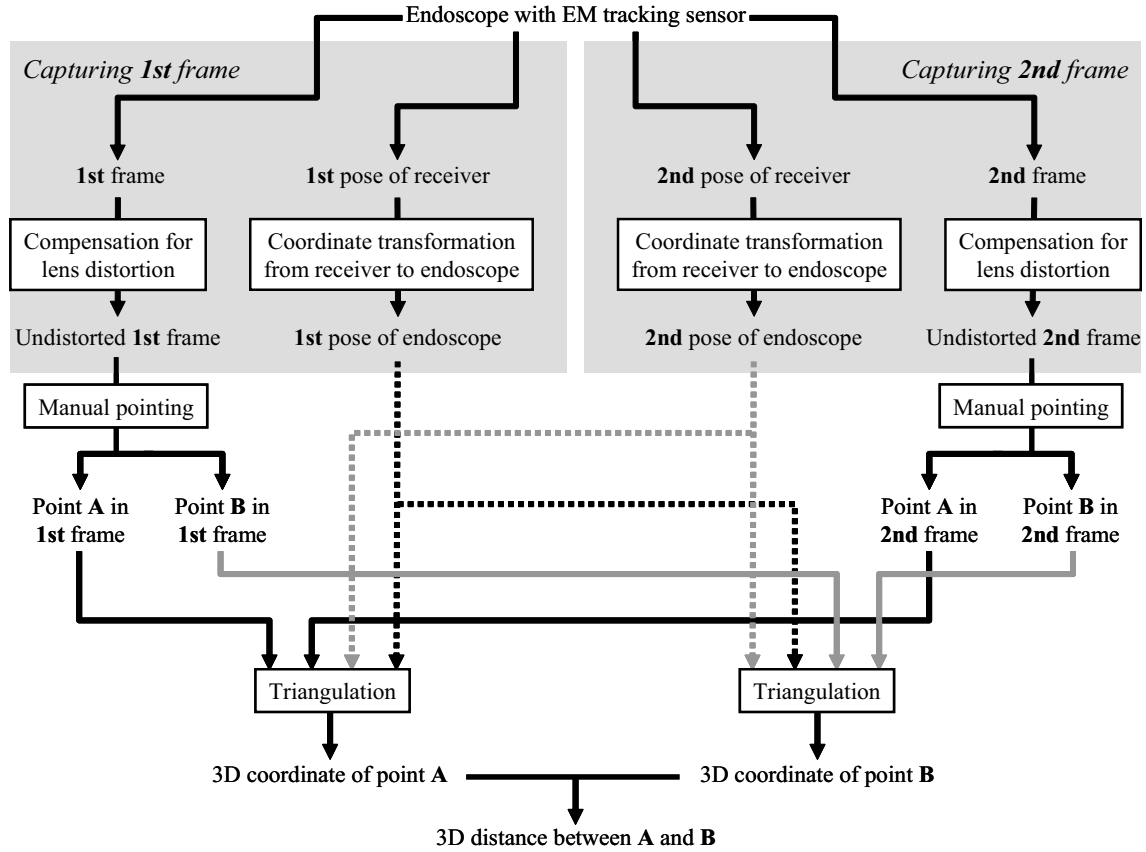 Endoscope with EM tracking sensor
Capturing 1st frame
Capturing 2nd frame
1st frame
1st pose of receiver
2nd pose of receiver
2nd frame
Compensation for
lens distortion
Coordinate transformation
from receiver to endoscope
Coordinate transformation
from receiver to endoscope
Compensation for
lens distortion
Undistorted 1st frame
1st pose of endoscope
2nd pose of endoscope
Undistorted 2nd frame
Manual pointing
Manual pointing
Point A in
1st frame
Point B in
1st frame
Point A in
2nd frame
Point B in
2nd frame
Triangulation
Triangulation
3D coordinate of point A
3D coordinate of point B
3D distance between A and B